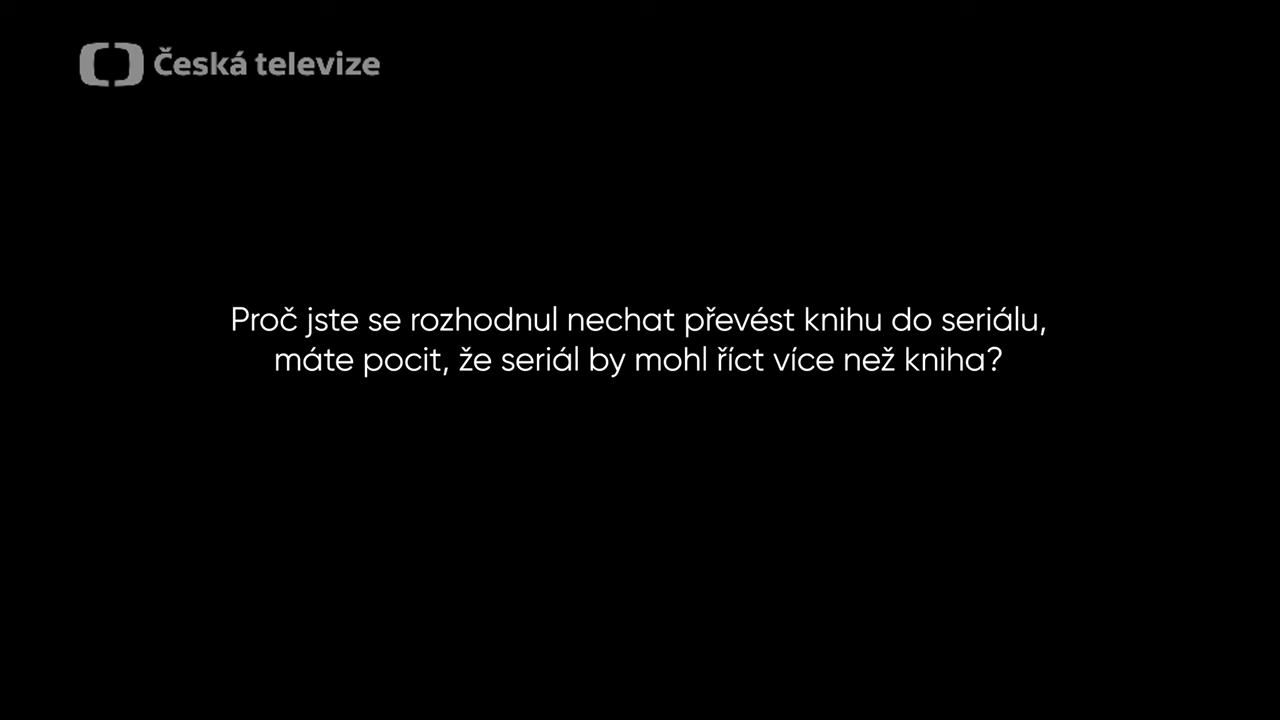 Česká televize
Proč jste se rozhodnul nechat převést knihu do seriálu,
máte pocit, že seriál by mohl říct více než kniha?